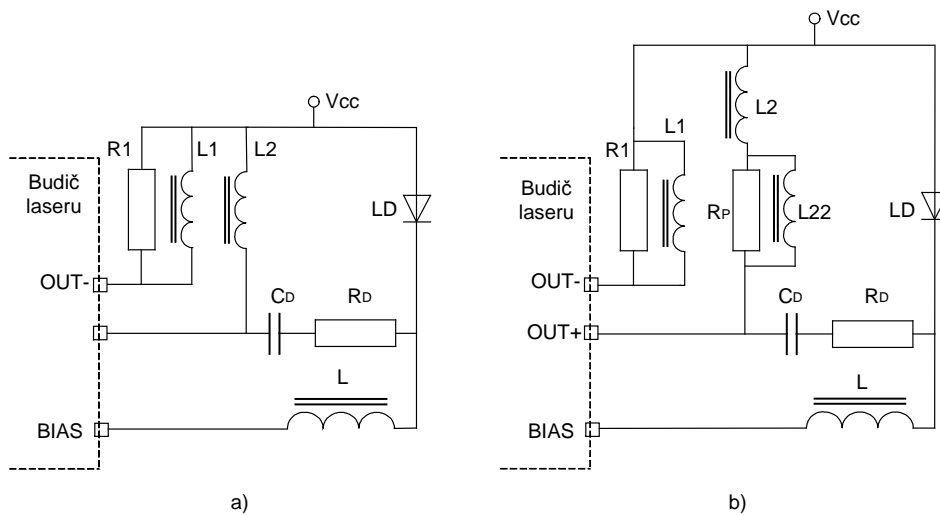 Vcc
R1
L1
L2
Budič
laseru
LD
OUT-
CD
RD
L
BIAS
a)
Vcc
L2
L1
R1
Budič
laseru
RP
L22
LD
OUT-
CD
RD
OUT+
L
BIAS
b)